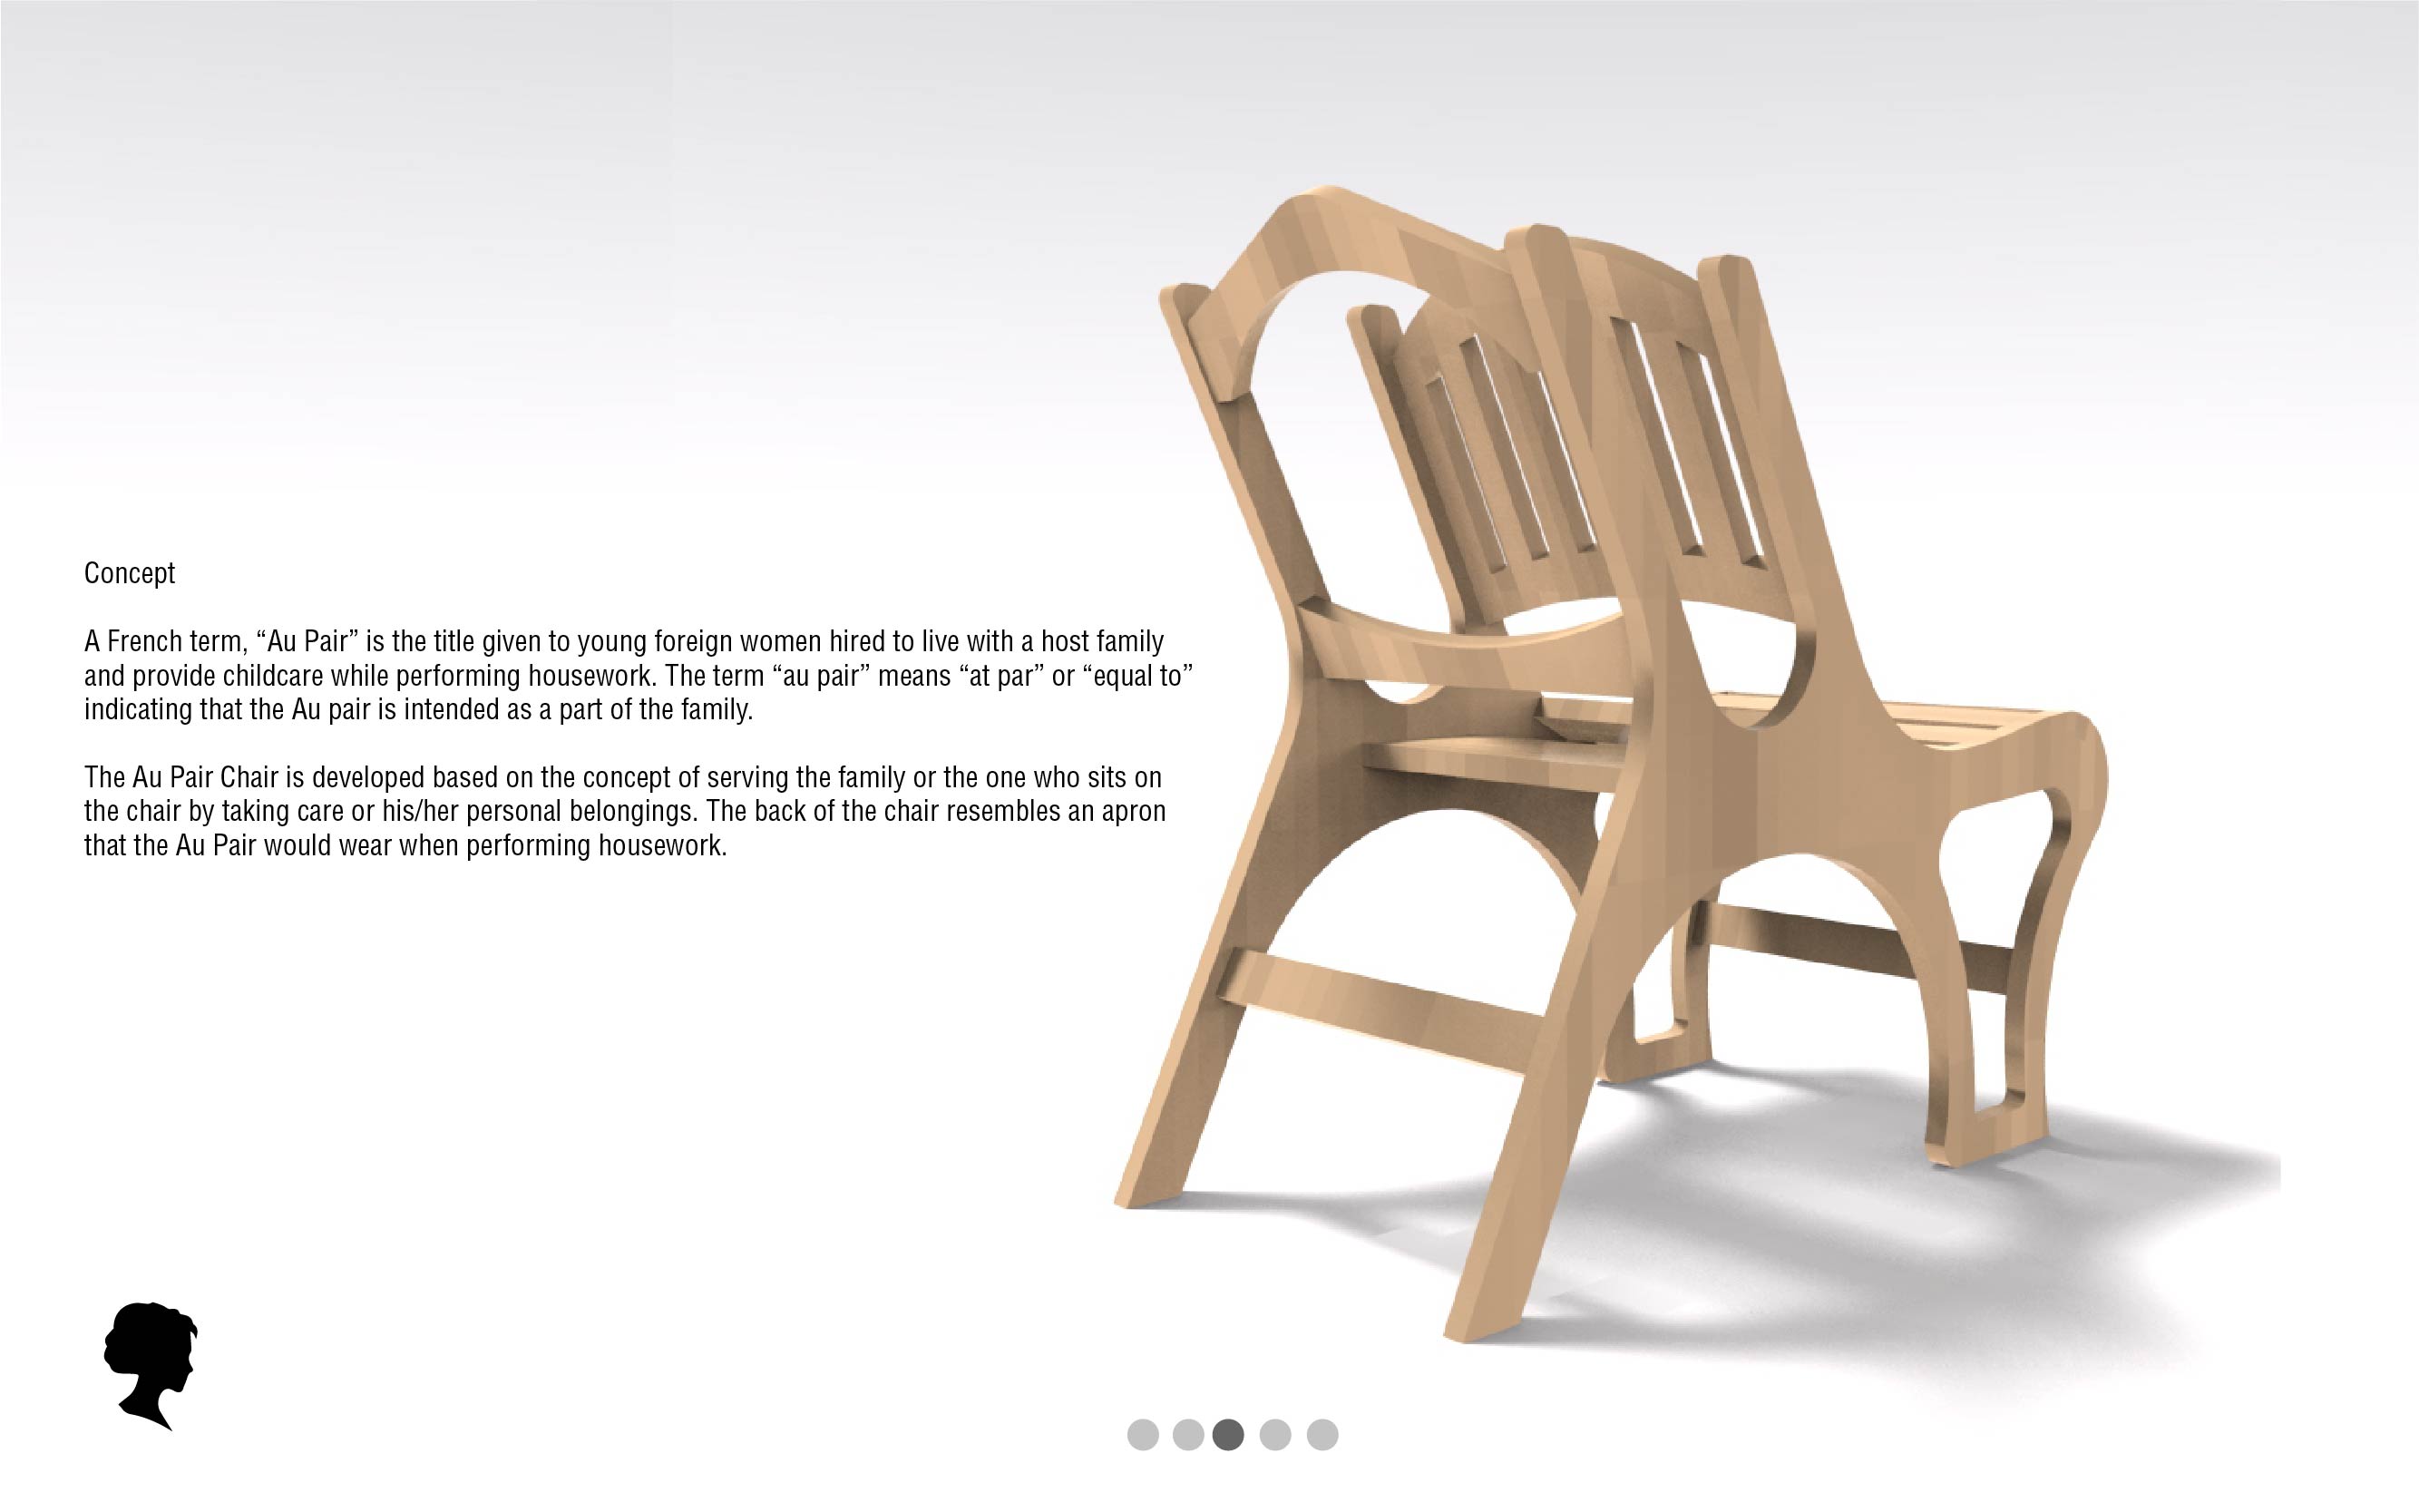 Concept
A French term, “Au Pair” is the title given to young foreign women hired to live with a host family
and provide childcare while performing housework. The term “au pair” means “at par” or “equal to”
indicating that the Au pair is intended as a part of the family.
The Au Pair Chair is developed based on the concept of serving the family or the one who sits on
the chair by taking care or his/her personal belongings. The back of the chair resembles an apron
that the Au Pair would wear when performing housework.